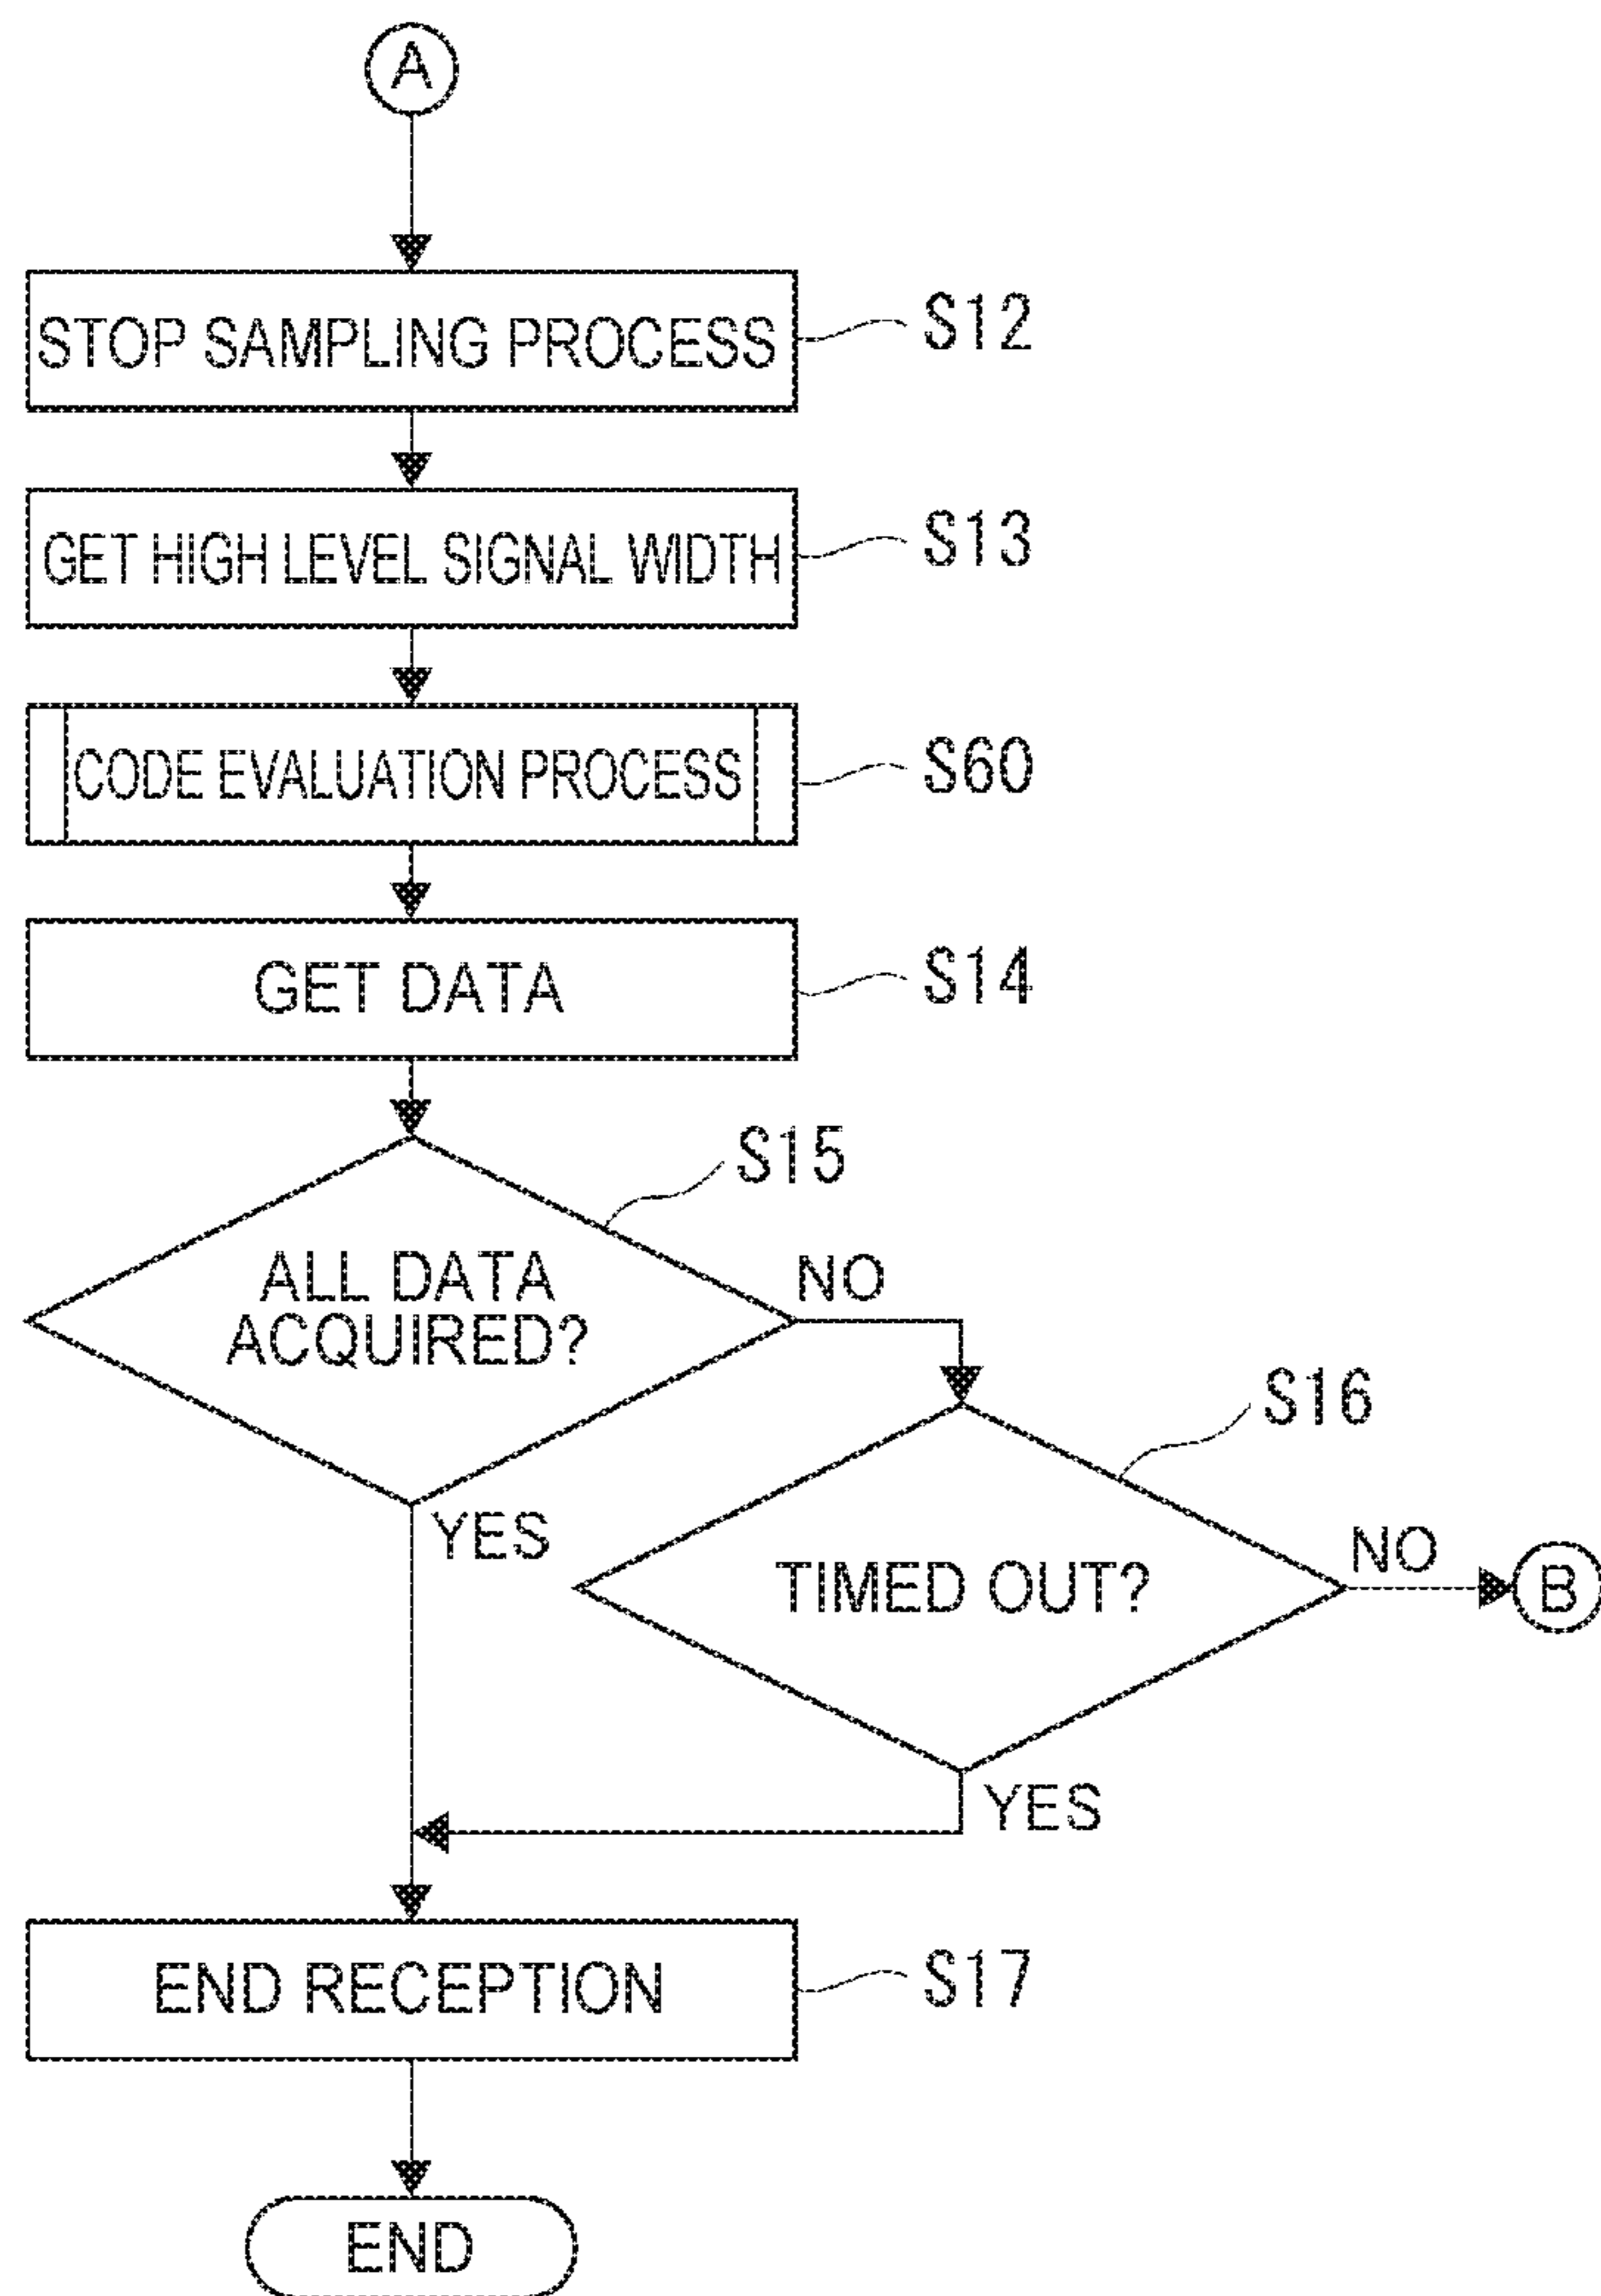 A
STOP SAMPLING PROCESS
S12
GET HIGH LEVEL SIGNAL WIDTH
S13
CODE EVALUATION PROCESS
S60
GET DATA
S14
S15
ALL DATA
ACQUIRED?
NO
S16
YES
TIMED OUT?
NO
B
YES
END RECEPTION
S17
END